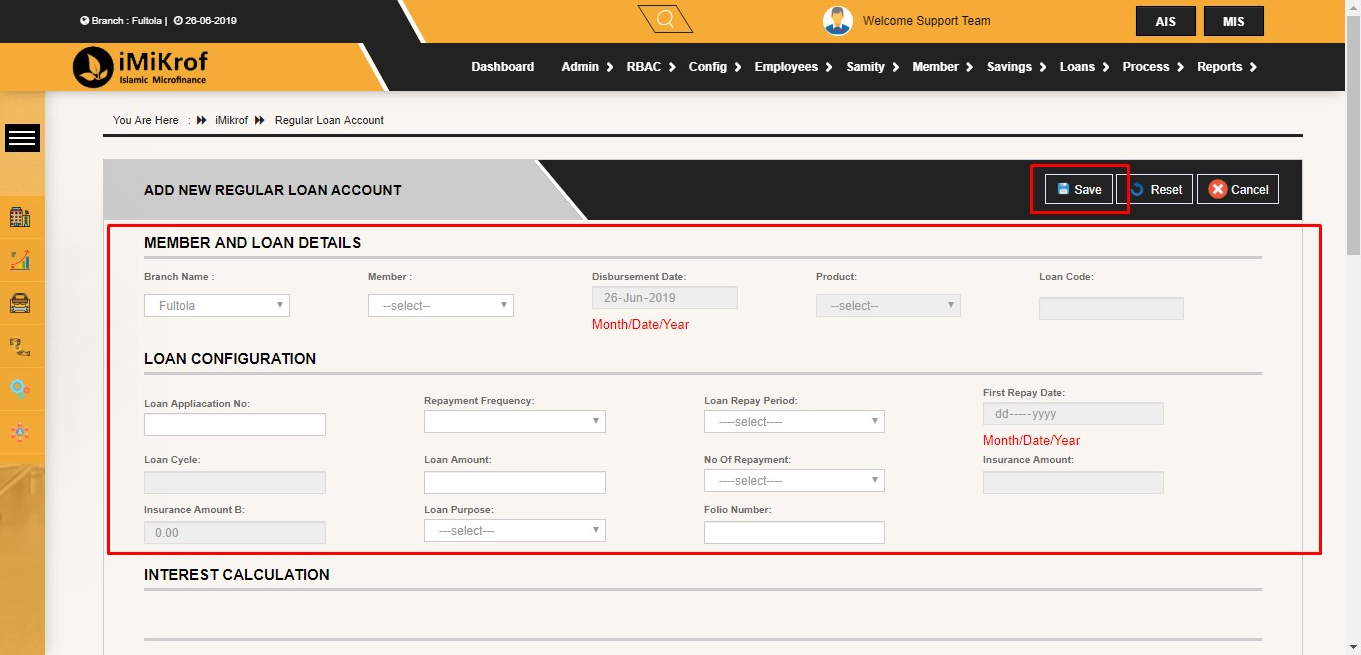 Branch : Fultola | 26-06-2019
Welcome Support Team
AIS MIS
iMiKrof
Islamic Microfinance
Dashboard Admin RBAC Config Employees Samity Member Savings Loans Process Reports
You Are Here : iMikrof Regular Loan Account
ADD NEW REGULAR LOAN ACCOUNT
Save Reset Cancel
MEMBER AND LOAN DETAILS
Branch Name : Member : Disbursement Date: Product: Loan Code:
Fultola --select-- 26-Jun-2019 --select--
Month/Date/Year
LOAN CONFIGURATION
Loan Appliacation No: Repayment Frequency: Loan Repay Period: First Repay Date:
----select---- dd-----yyyy
Month/Date/Year
Loan Cycle: Loan Amount: No Of Repayment: Insurance Amount:
----select----
Insurance Amount B: Loan Purpose: Folio Number:
0.00 ---select---
INTEREST CALCULATION